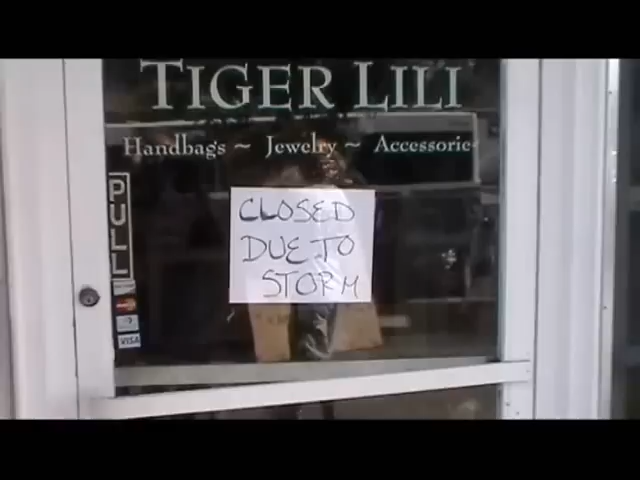 TIGER LILI
Handbags ~ Jewelry ~ Accessorie
PULL
CLOSED
DUE TO
STORM
VISA